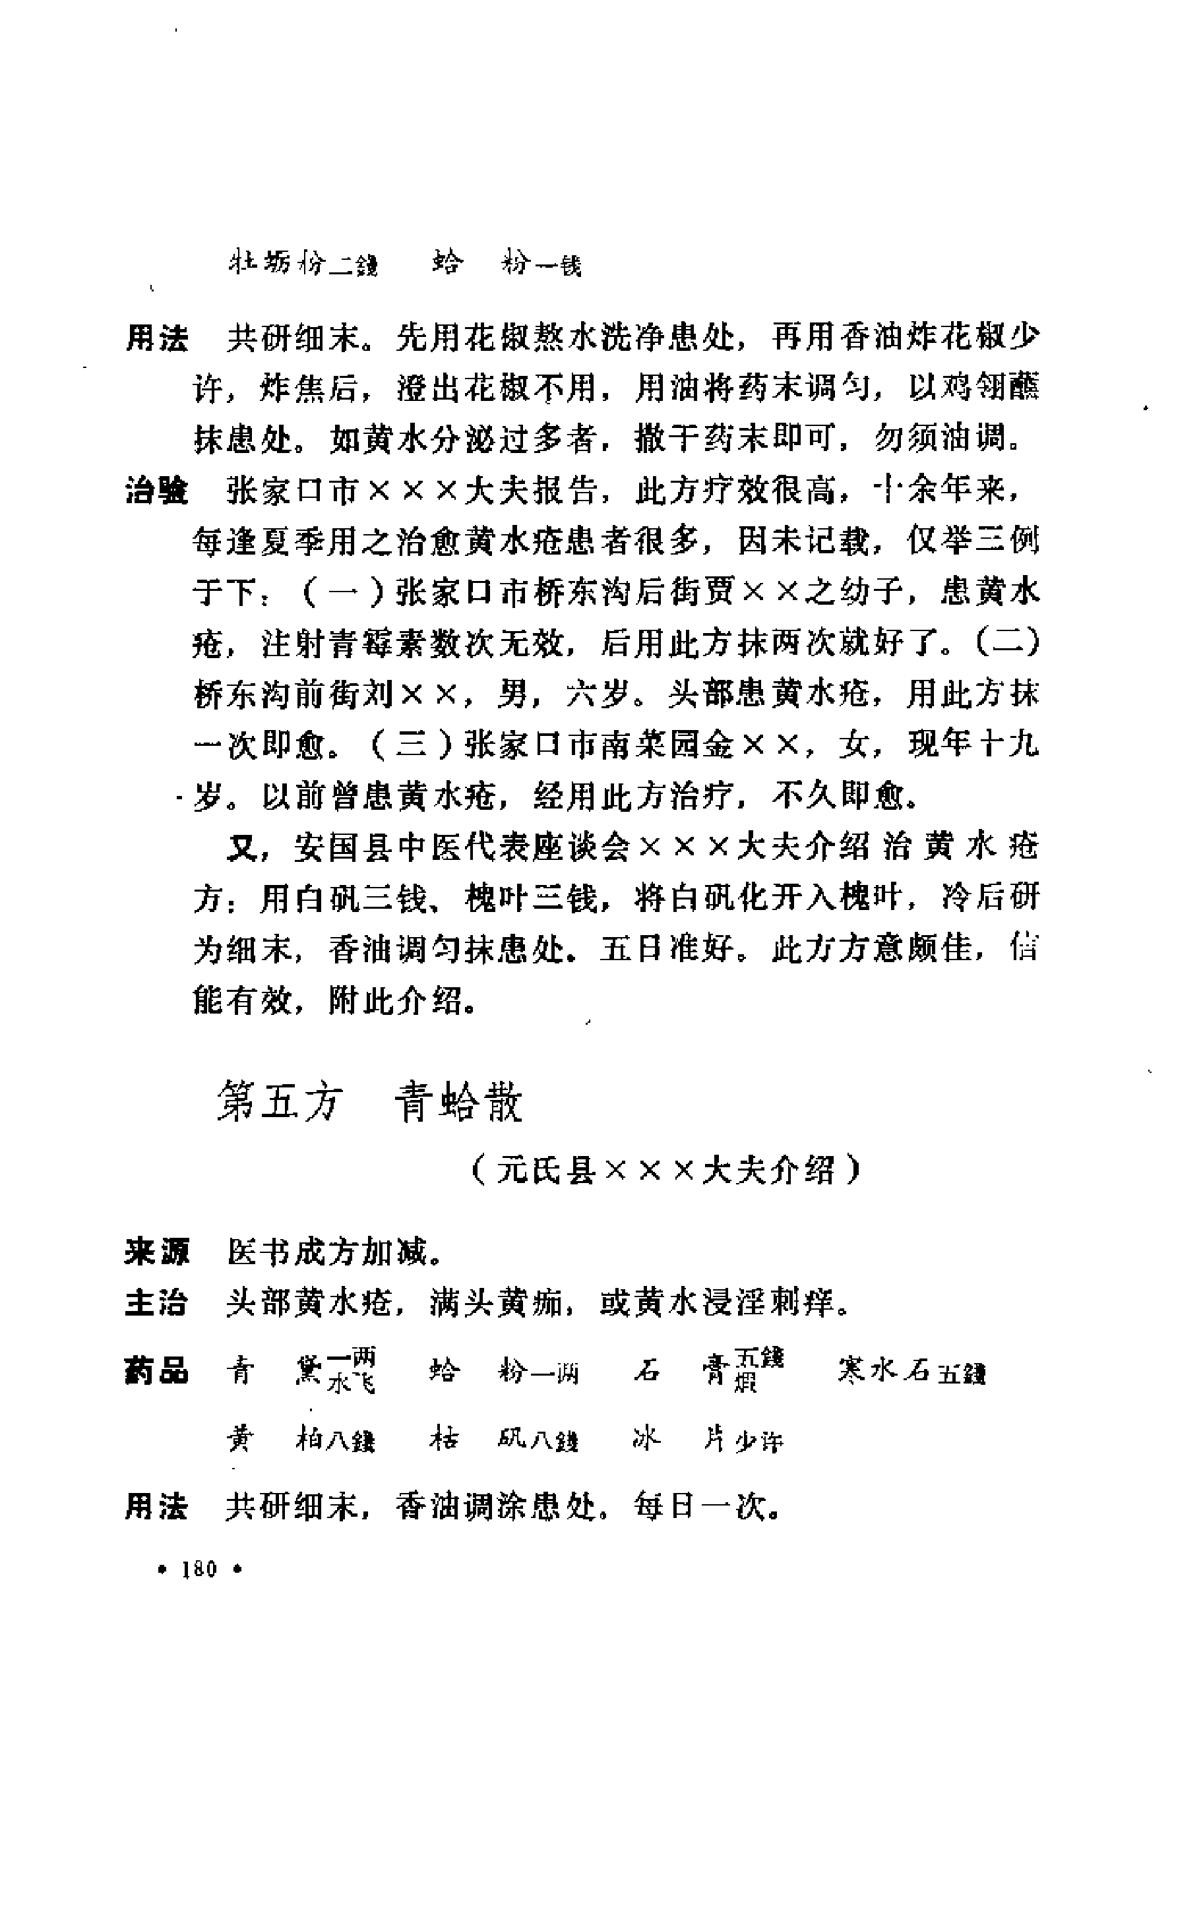 牡蛎粉二錢　蛤　粉一钱
用法　共研细末。先用花椒熬水洗净患处，再用香油炸花椒少
许，炸焦后，澄出花椒不用，用油将药末调匀，以鸡翎蘸
抹患处。如黄水分泌过多者，撒干药末即可，勿须油调。
治验　张家口市×××大夫报告，此方疗效很高，十余年来，
每逢夏季用之治愈黄水疮患者很多，因未记载，仅举三例
于下：（一）张家口市桥东沟后街贾××之幼子，患黄水
疮，注射青霉素数次无效，后用此方抹两次就好了。（二）
桥东沟前街刘××，男，六岁。头部患黄水疮，用此方抹
一次即愈。（三）张家口市南菜园金××，女，现年十九
岁。以前曾患黄水疮，经用此方治疗，不久即愈。
又，安国县中医代表座谈会×××大夫介绍治黄水疮
方：用白矾三钱、槐叶三钱，将白矾化开入槐叶，冷后研
为细末，香油调匀抹患处。五日准好。此方方意颇佳，信
能有效，附此介绍。
第五方　青蛤散
（元氏县×××大夫介绍）
来源　医书成方加减。
主治　头部黄水疮，满头黄痂，或黄水浸淫刺痒。
药品　青　黛一两水飞　蛤　粉一两　石　膏五錢煆　寒水石五錢
黄　柏八錢　枯　矾八錢　冰　片少许
用法　共研细末，香油调涂患处。每日一次。
• 180 •